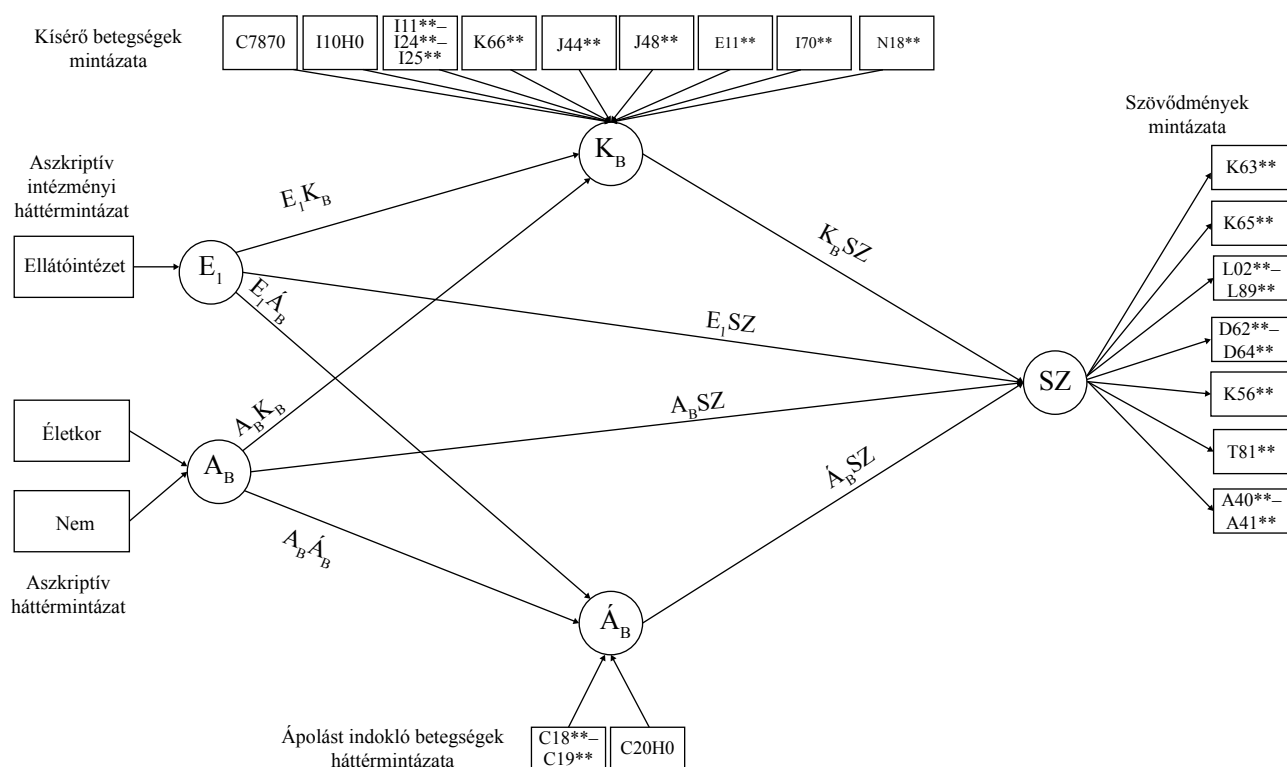 Kísérő betegségek
mintázata
C7870
I10H0
I11**–
I24**–
I25**
K66**
J44**
J48**
E11**
I70**
N18**
Szövődmények
mintázata
K_B
Aszkriptív
intézményi
háttérmintázat
Ellátóintézet
E_1
E_1K_B
E_1Á_B
K_BSZ
E_1SZ
K63**
K65**
L02**–
L89**
D62**–
D64**
K56**
T81**
A40**–
A41**
SZ
Életkor
Nem
A_B
A_BK_B
A_BSZ
A_BÁ_B
Á_BSZ
Aszkriptív
háttérmintázat
Á_B
Ápolást indokló betegségek
háttérmintázata
C18**–
C19**
C20H0